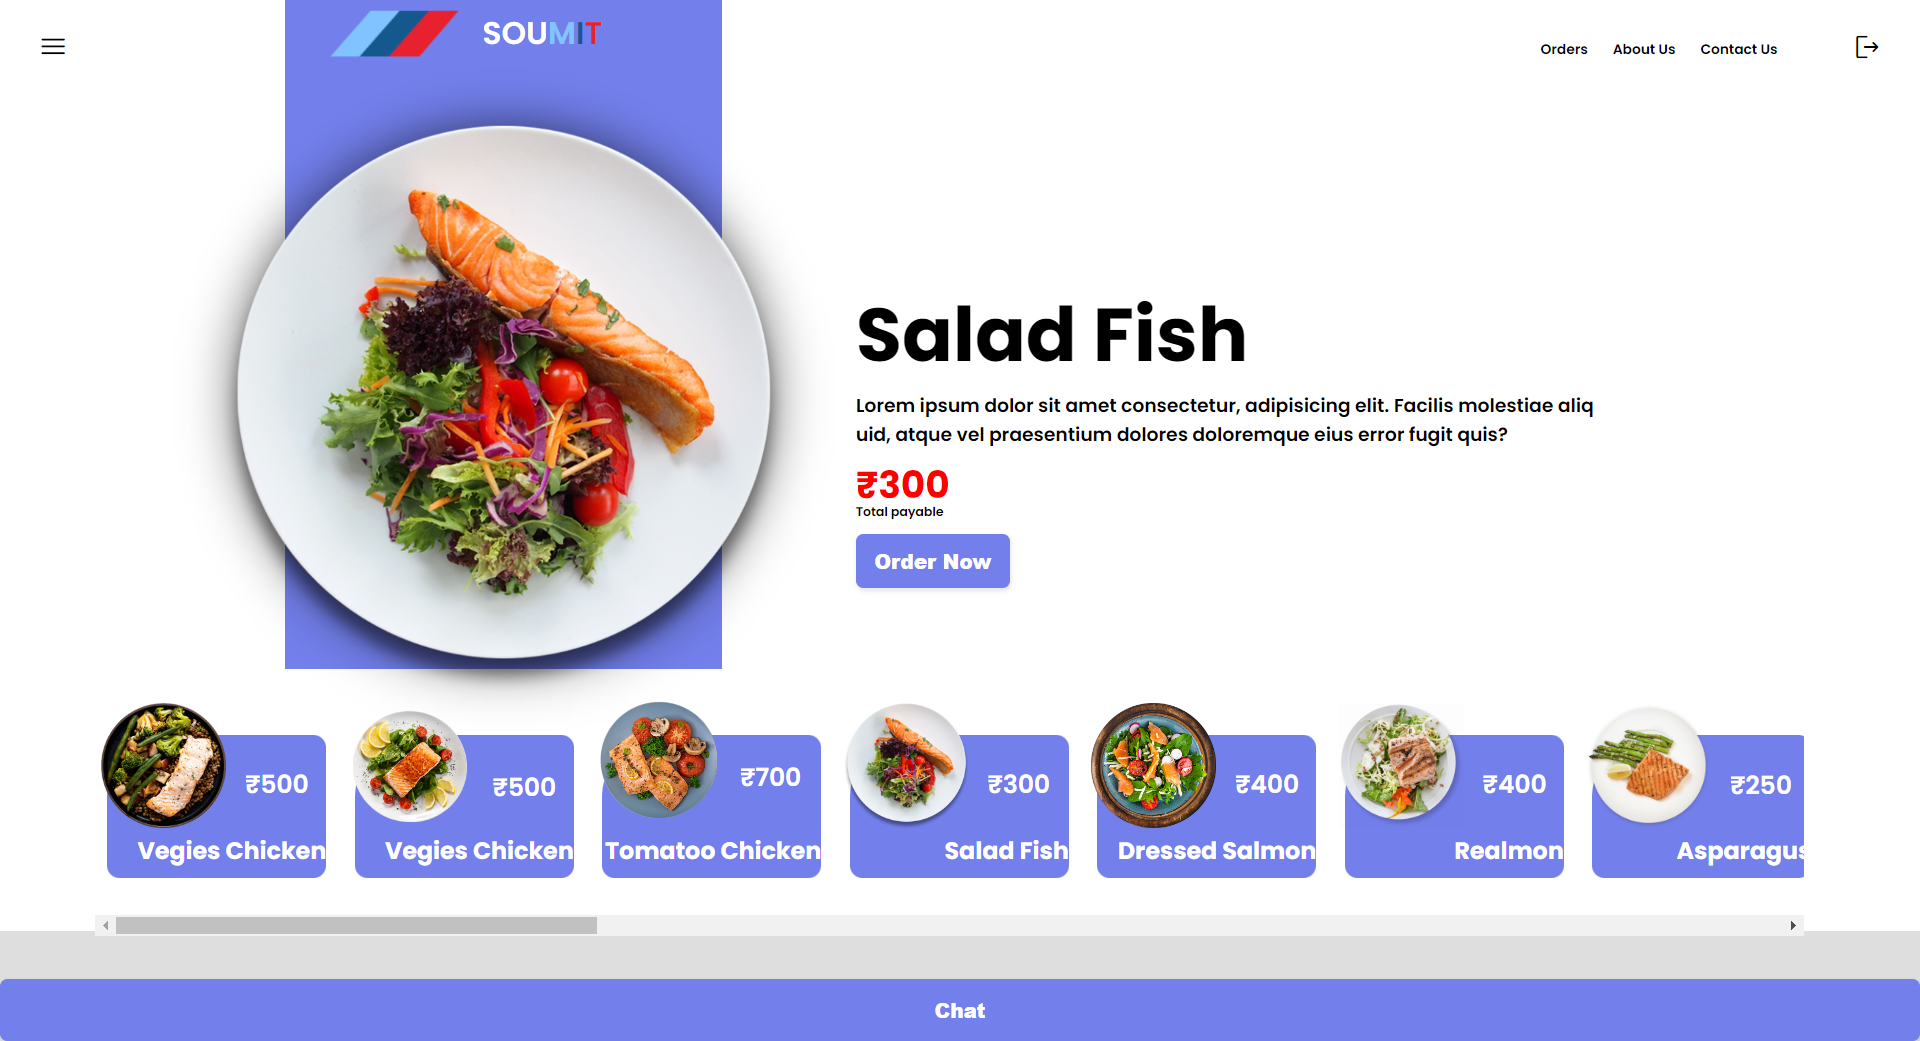 SOUMIT
Orders About Us Contact Us
Salad Fish
Lorem ipsum dolor sit amet consectetur, adipisicing elit. Facilis molestiae aliq
uid, atque vel praesentium dolores doloremque eius error fugit quis?
₹300
Total payable
Order Now
₹500
Vegies Chicken
₹500
Vegies Chicken
₹700
Tomatoo Chicken
₹300
Salad Fish
₹400
Dressed Salmon
₹400
Realmon
₹250
Asparagus
Chat